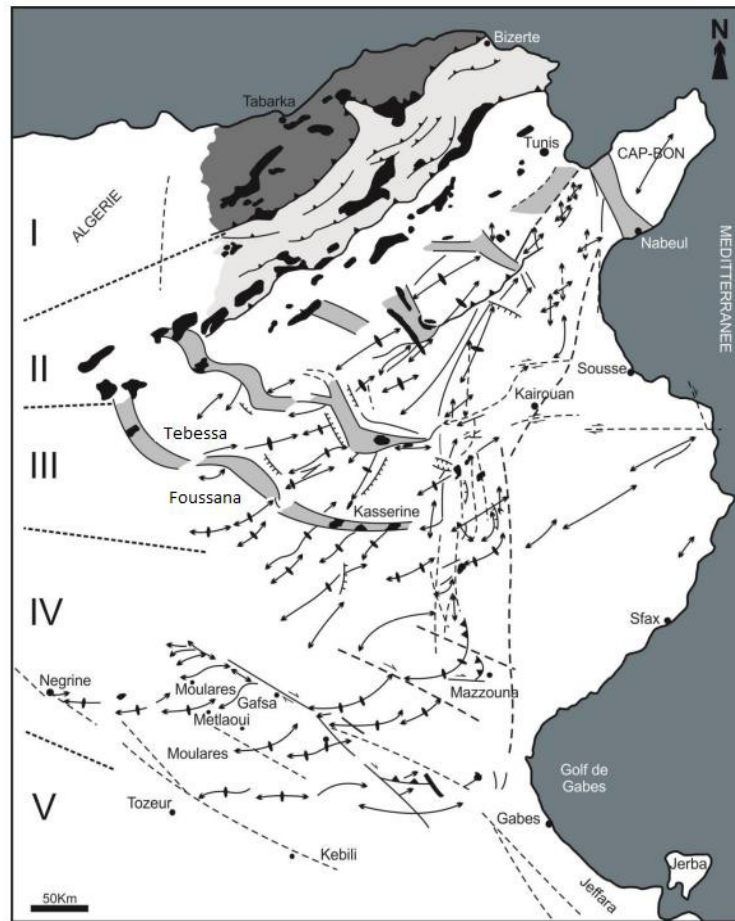 N
Bizerte
Tabarka
Tunis
CAP-BON
ALGERIE
I
Nabeul
MEDITTERRANEE
II
Sousse
Kairouan
Tebessa
III
Foussana
Kasserine
IV
Sfax
Negrine
Moulares
Gafsa
Mazzouna
Metlaoui
Moulares
Golf de
Gabes
V
Tozeur
Gabes
Kebili
Jerba
Jeffara
50Km